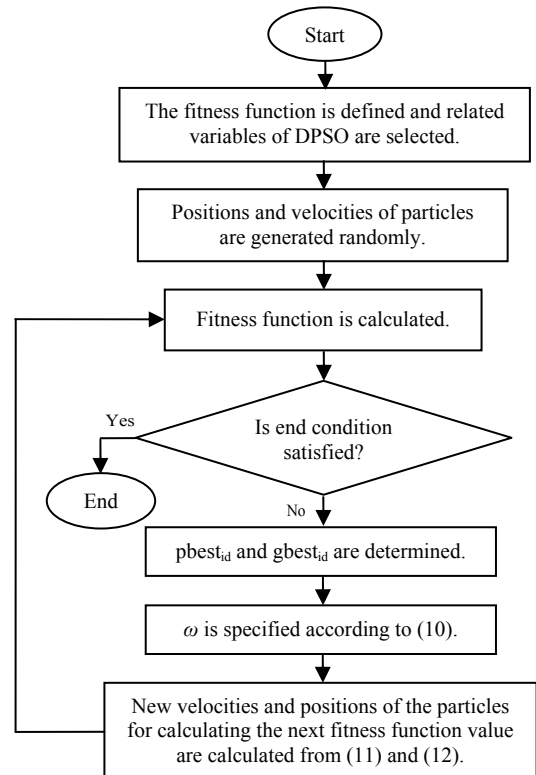 Start
The fitness function is defined and related
variables of DPSO are selected.
Positions and velocities of particles
are generated randomly.
Fitness function is calculated.
Yes
Is end condition
satisfied?
End
No
pbestid and gbestid are determined.
ω is specified according to (10).
New velocities and positions of the particles
for calculating the next fitness function value
are calculated from (11) and (12).